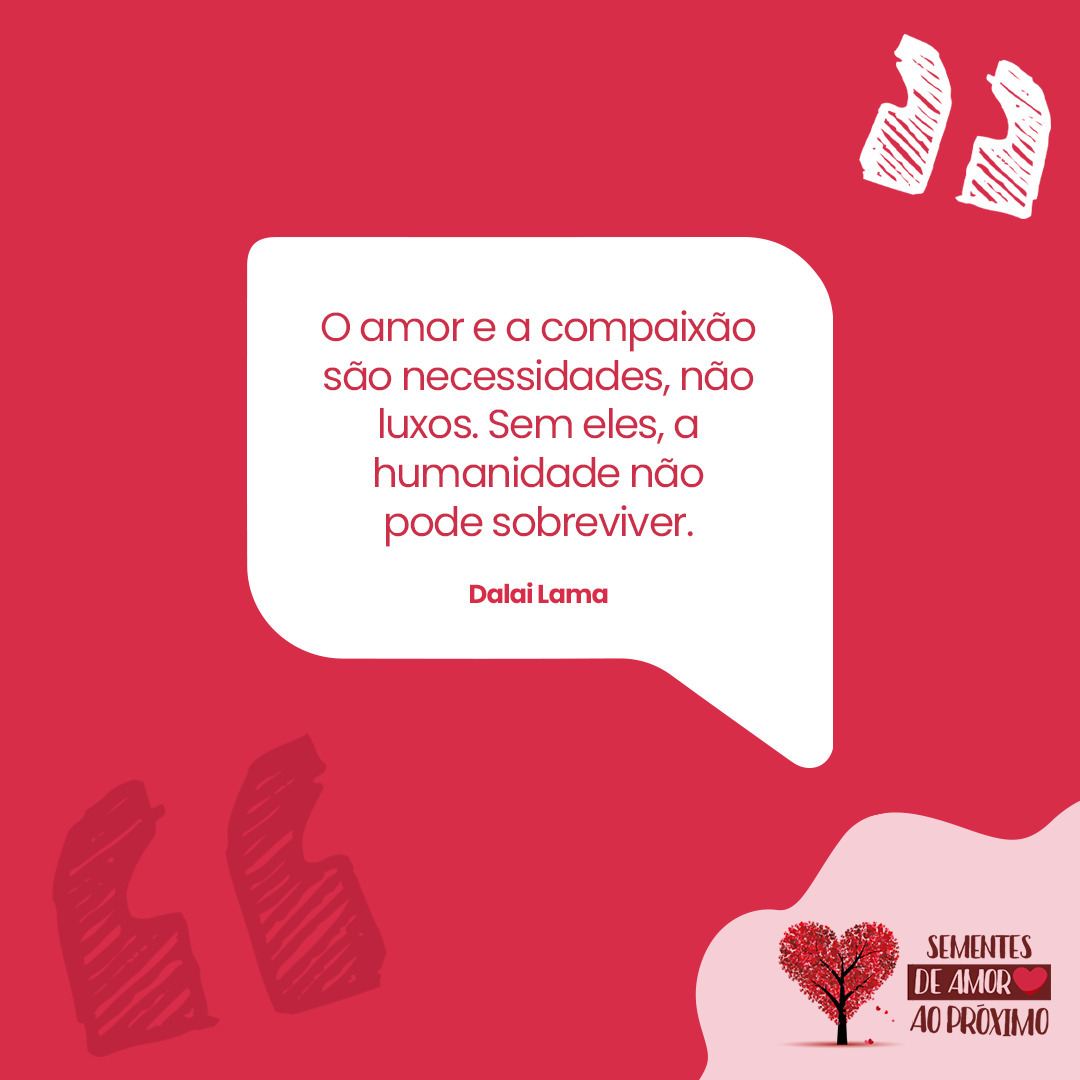 O amor e a compaixão
são necessidades, não
luxos. Sem eles, a
humanidade não
pode sobreviver.
Dalai Lama
SEMENTES
DE AMOR
AO PRÓXIMO